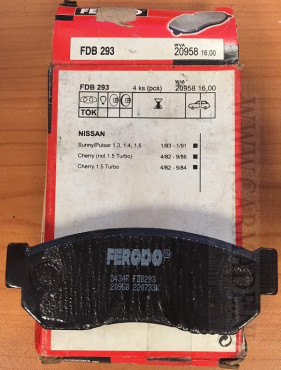 FERODO
FDB 293
WVA
20958 16,00
FDB 293
4 ks (pcs)
WVA
20958 16,00
TOK
NISSAN
Sunny/Pulsar 1.3, 1.4, 1.5 1/83 - 1/91
Cherry (not 1.5 Turbo) 4/82 - 9/86
Cherry 1.5 Turbo 4/82 - 5/84
FERODO
D434F FDB293
20958 220733K